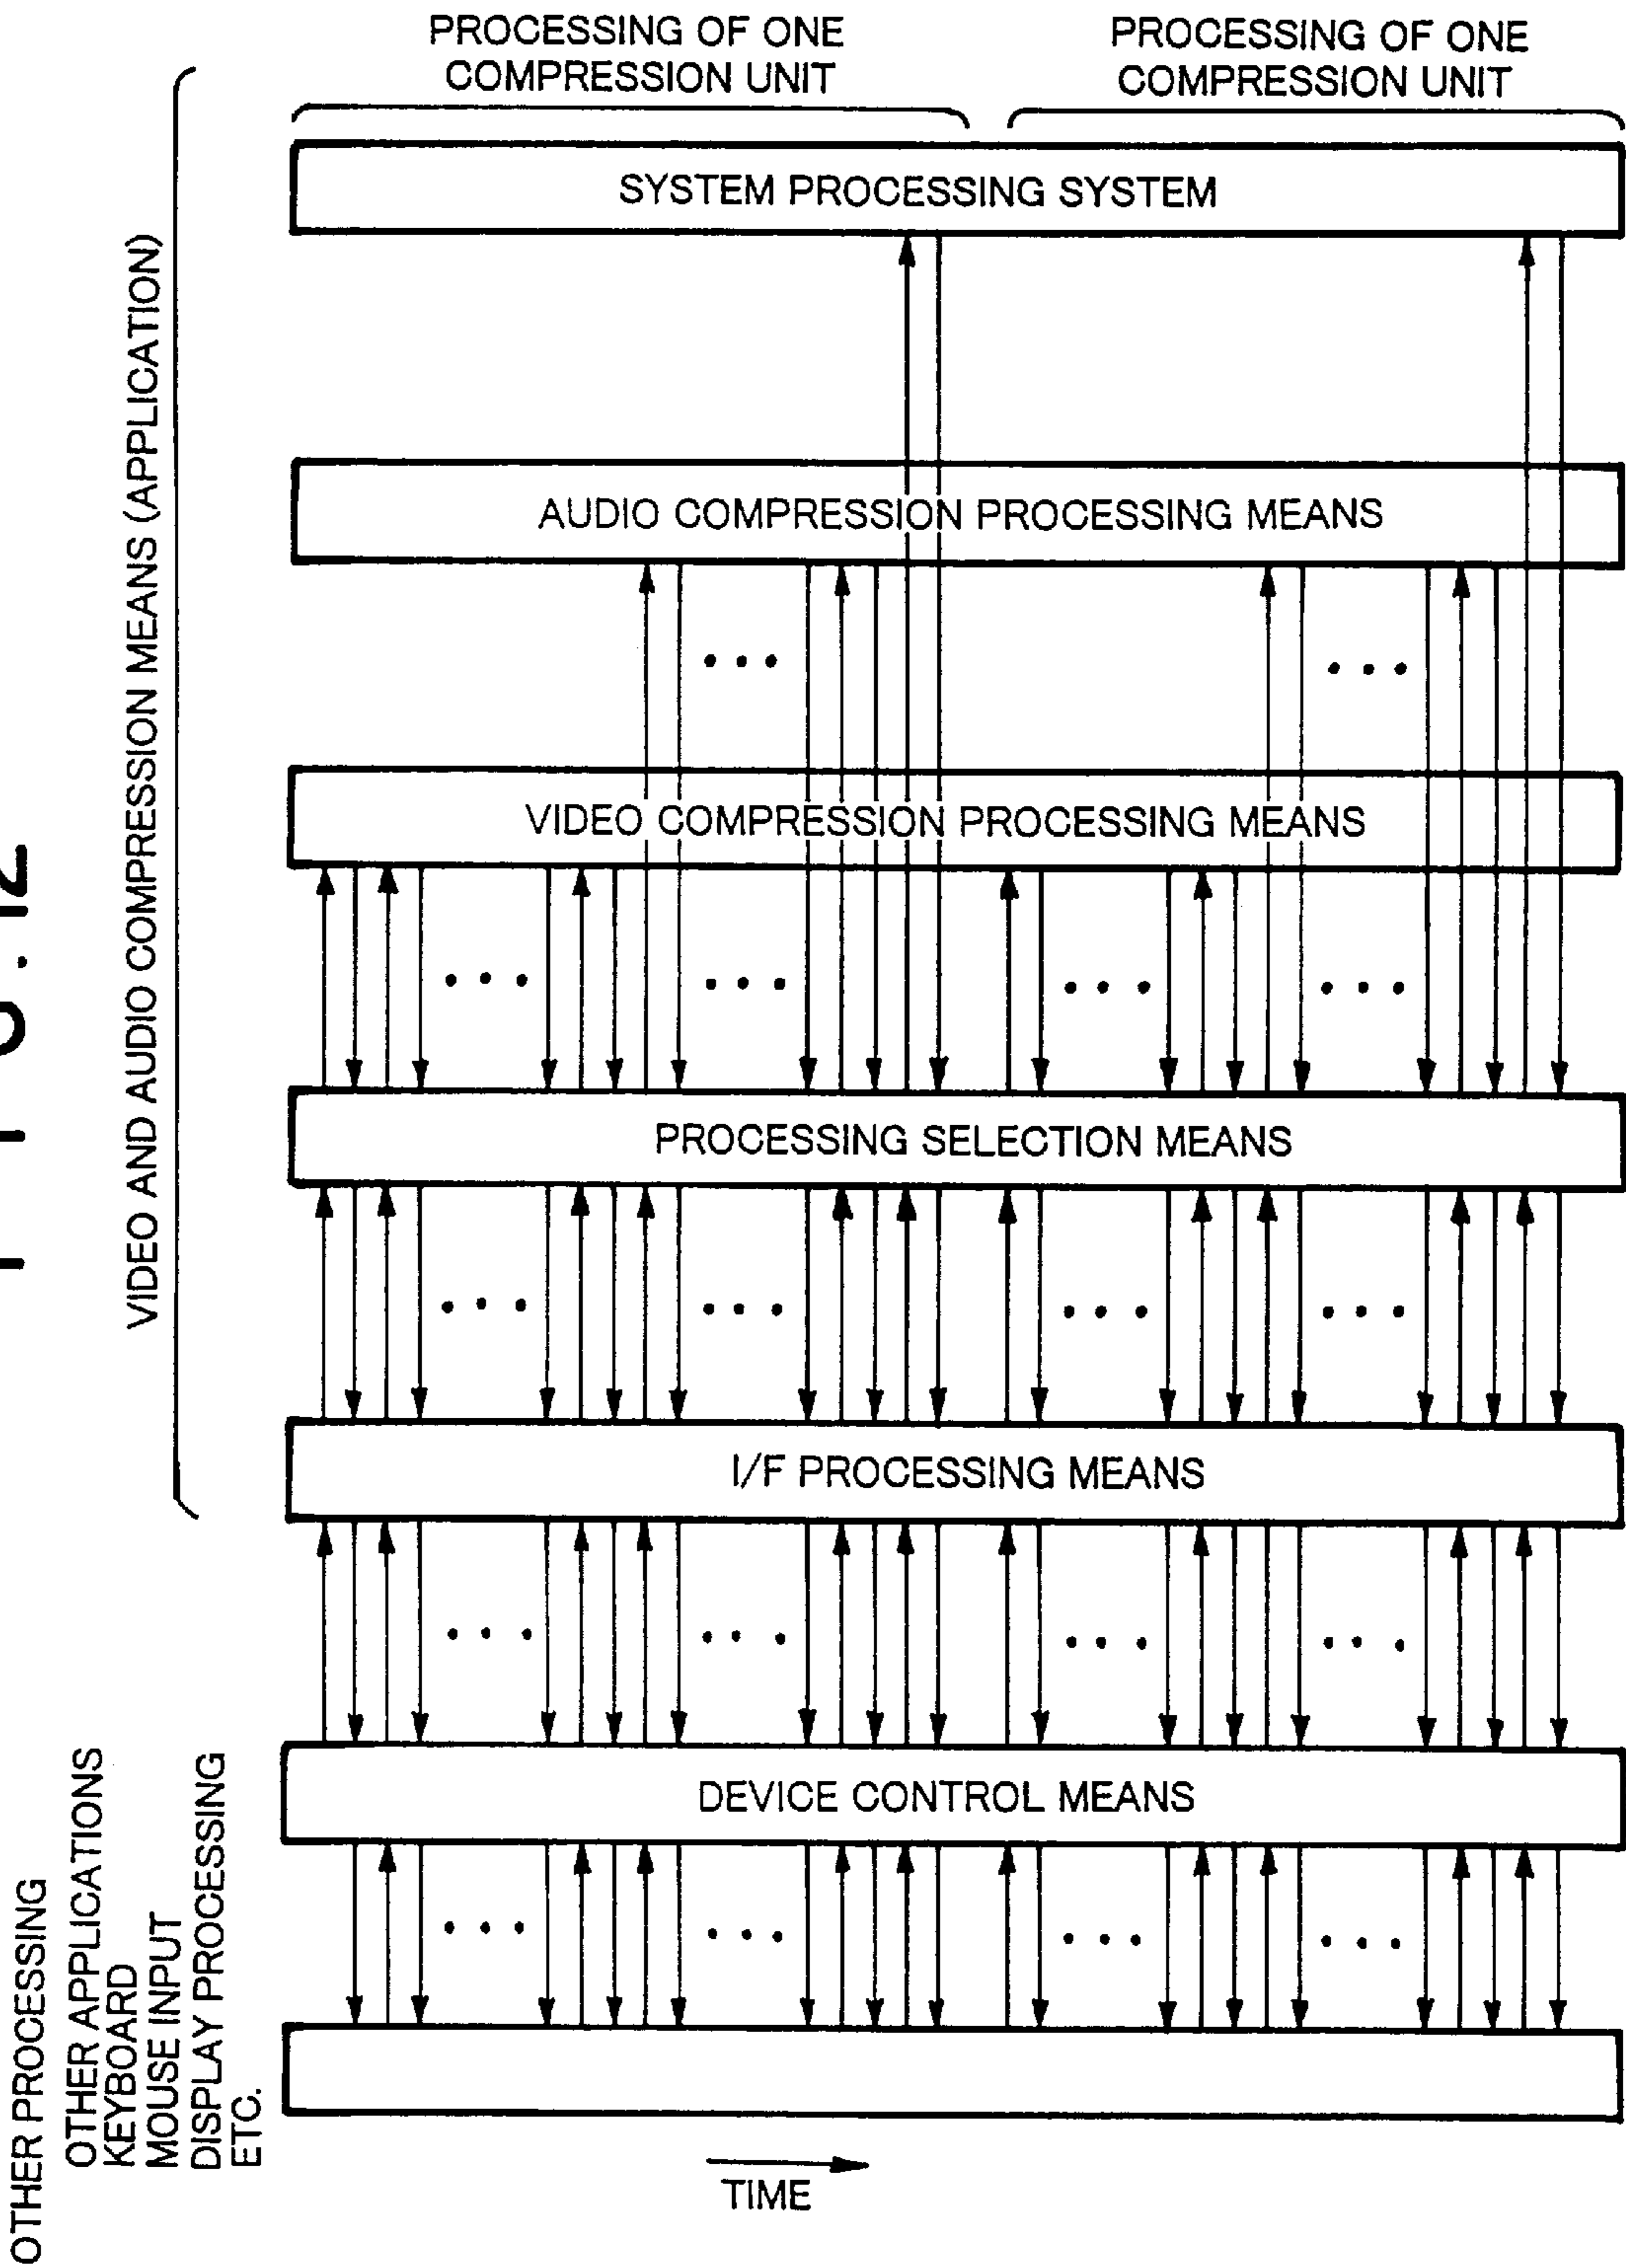 PROCESSING OF ONE
COMPRESSION UNIT
PROCESSING OF ONE
COMPRESSION UNIT
VIDEO AND AUDIO COMPRESSION MEANS (APPLICATION)
SYSTEM PROCESSING SYSTEM
AUDIO COMPRESSION PROCESSING MEANS
VIDEO COMPRESSION PROCESSING MEANS
PROCESSING SELECTION MEANS
I/F PROCESSING MEANS
DEVICE CONTROL MEANS
OTHER PROCESSING
OTHER APPLICATIONS
KEYBOARD
MOUSE INPUT
DISPLAY PROCESSING
ETC.
TIME